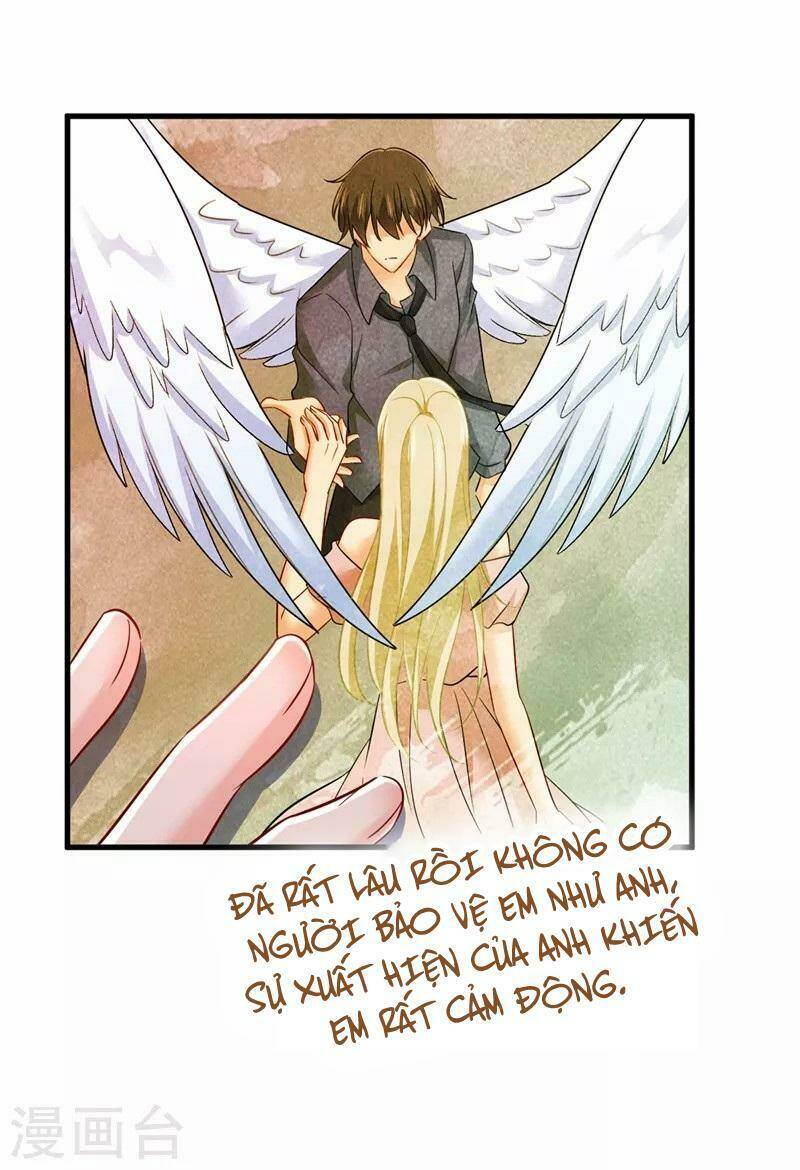 ĐÃ RẤT LÂU RỒI KHÔNG CÓ
NGƯỜI BẢO VỆ EM NHƯ ANH,
SỰ XUẤT HIỆN CỦA ANH KHIẾN
EM RẤT CẢM ĐỘNG.
漫画台